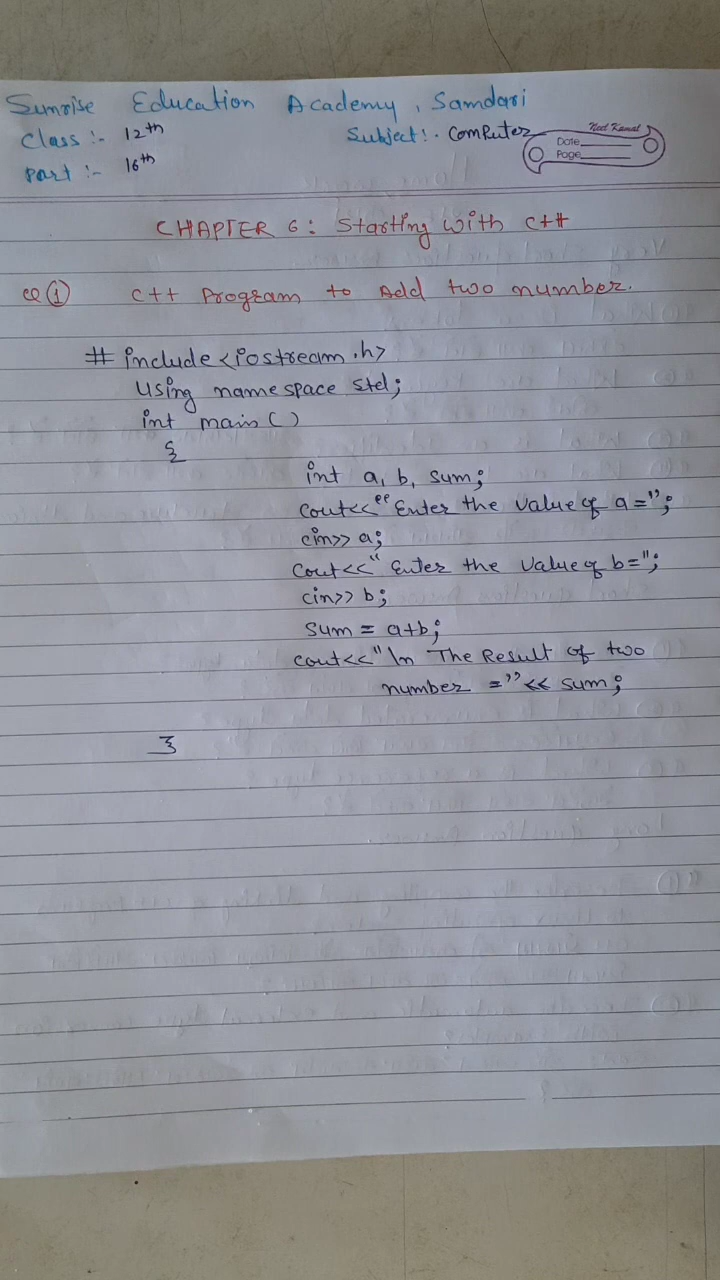 Sunrise Education Academy, Samdari
Class :- 12th Subject :- Computer
Part :- 16th
Neel Kamal
Date
Page
CHAPTER 6: Starting with C++
Q ① C++ Program to Add two number.
# include <iostream.h>
using namespace std;
int main ( )
{
int a, b, sum;
cout<<"Enter the value of a=";
cin>> a;
cout<<"Enter the value of b=";
cin>> b;
sum = a+b;
cout<<"\n The Result of two
number ="<< sum;
}